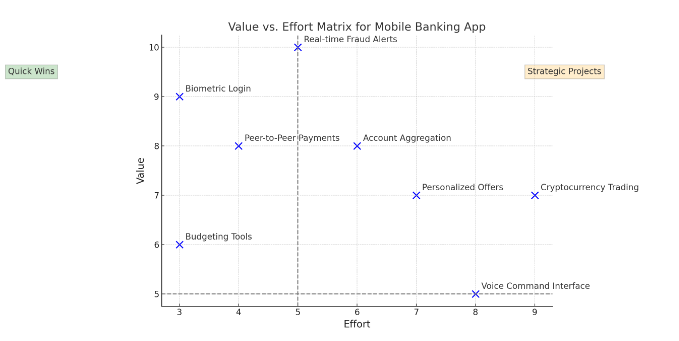 Value vs. Effort Matrix for Mobile Banking App
Quick Wins
Strategic Projects
Real-time Fraud Alerts
Biometric Login
Peer-to-Peer Payments
Account Aggregation
Personalized Offers
Cryptocurrency Trading
Budgeting Tools
Voice Command Interface
Value
10
9
8
7
6
5
3 4 5 6 7 8 9
Effort